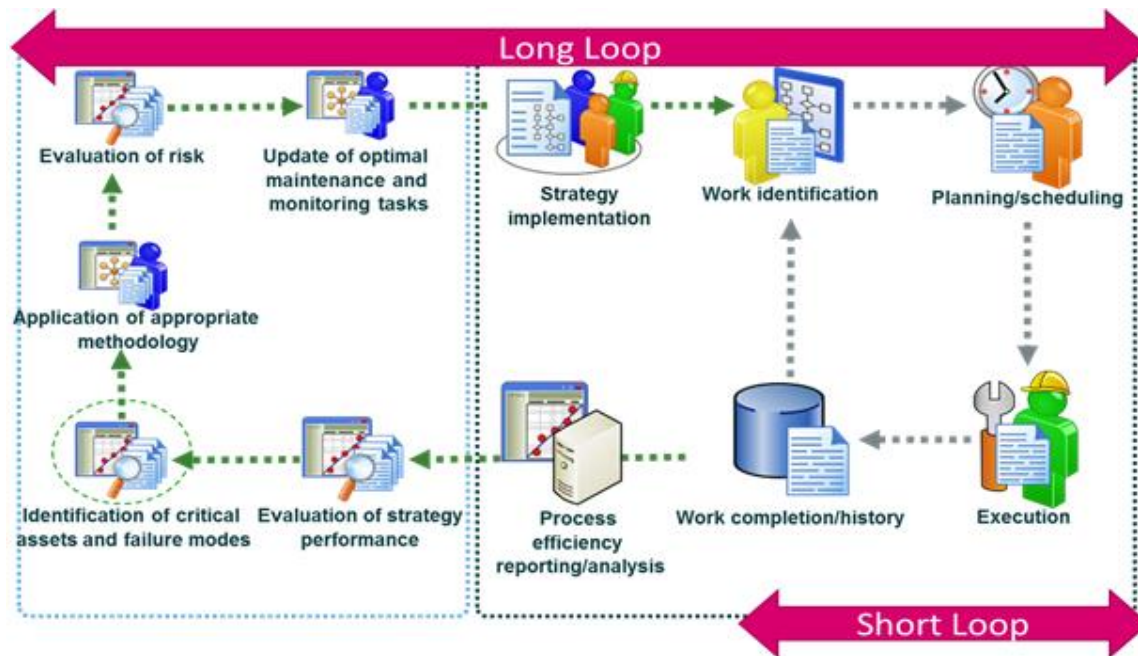 Long Loop
Evaluation of risk
Update of optimal
maintenance and
monitoring tasks
Strategy
implementation
Work identification
Planning/scheduling
Application of appropriate
methodology
Identification of critical
assets and failure modes
Evaluation of strategy
performance
Process
efficiency
reporting/analysis
Work completion/history
Execution
Short Loop